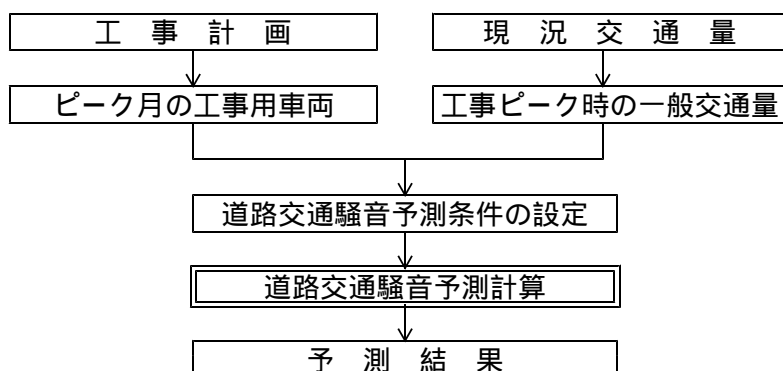 工事計画
現況交通量
ピーク月の工事用車両
工事ピーク時の一般交通量
道路交通騒音予測条件の設定
道路交通騒音予測計算
予測結果